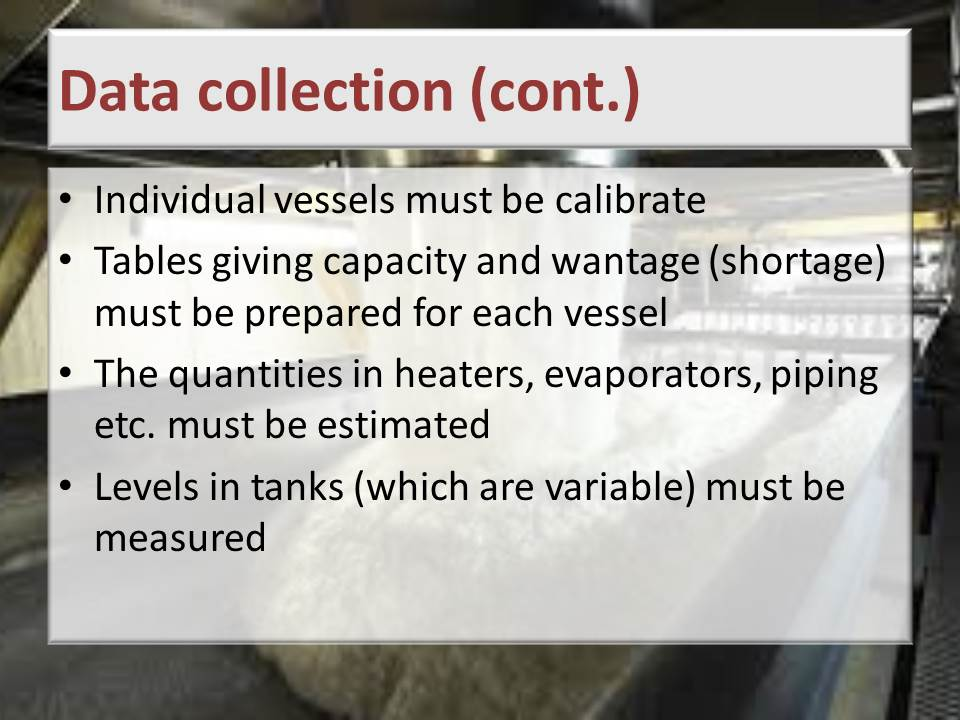 Data collection (cont.)
• Individual vessels must be calibrate
• Tables giving capacity and wantage (shortage)
must be prepared for each vessel
• The quantities in heaters, evaporators, piping
etc. must be estimated
• Levels in tanks (which are variable) must be
measured